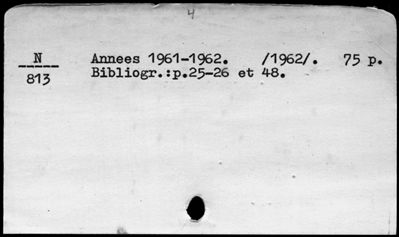 4
N Annees 1961-1962. /1962/. 75 p.
813 Bibliogr.:p.25-26 et 48.